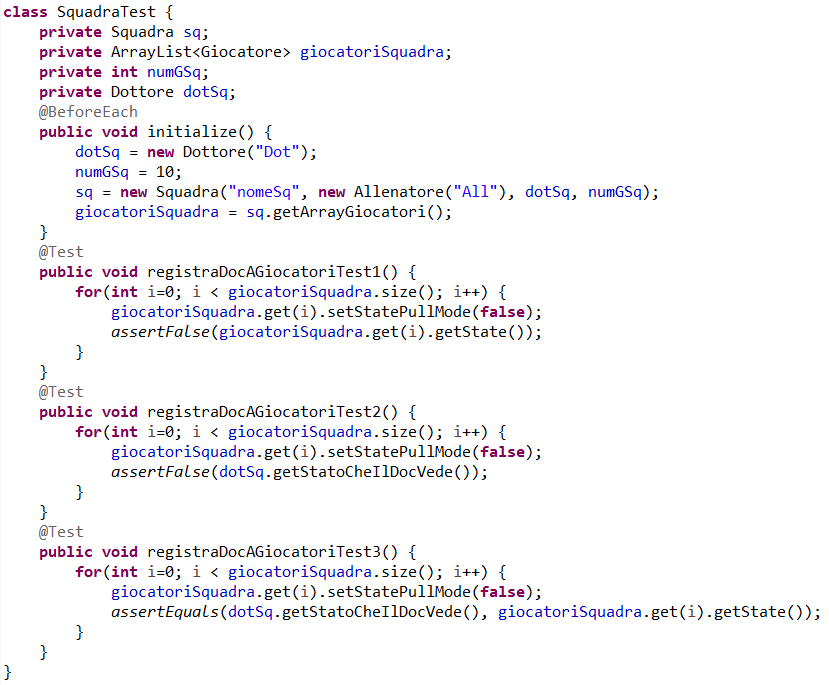 class SquadraTest {
    private Squadra sq;
    private ArrayList<Giocatore> giocatoriSquadra;
    private int numGSq;
    private Dottore dotSq;
    @BeforeEach
    public void initialize() {
        dotSq = new Dottore("Dot");
        numGSq = 10;
        sq = new Squadra("nomeSq", new Allenatore("All"), dotSq, numGSq);
        giocatoriSquadra = sq.getArrayGiocatori();
    }
    @Test
    public void registraDocAGiocatoriTest1() {
        for(int i=0; i < giocatoriSquadra.size(); i++) {
            giocatoriSquadra.get(i).setStatePullMode(false);
            assertFalse(giocatoriSquadra.get(i).getState());
        }
    }
    @Test
    public void registraDocAGiocatoriTest2() {
        for(int i=0; i < giocatoriSquadra.size(); i++) {
            giocatoriSquadra.get(i).setStatePullMode(false);
            assertFalse(dotSq.getStatoCheIlDocVede());
        }
    }
    @Test
    public void registraDocAGiocatoriTest3() {
        for(int i=0; i < giocatoriSquadra.size(); i++) {
            giocatoriSquadra.get(i).setStatePullMode(false);
            assertEquals(dotSq.getStatoCheIlDocVede(), giocatoriSquadra.get(i).getState());
        }
    }
}